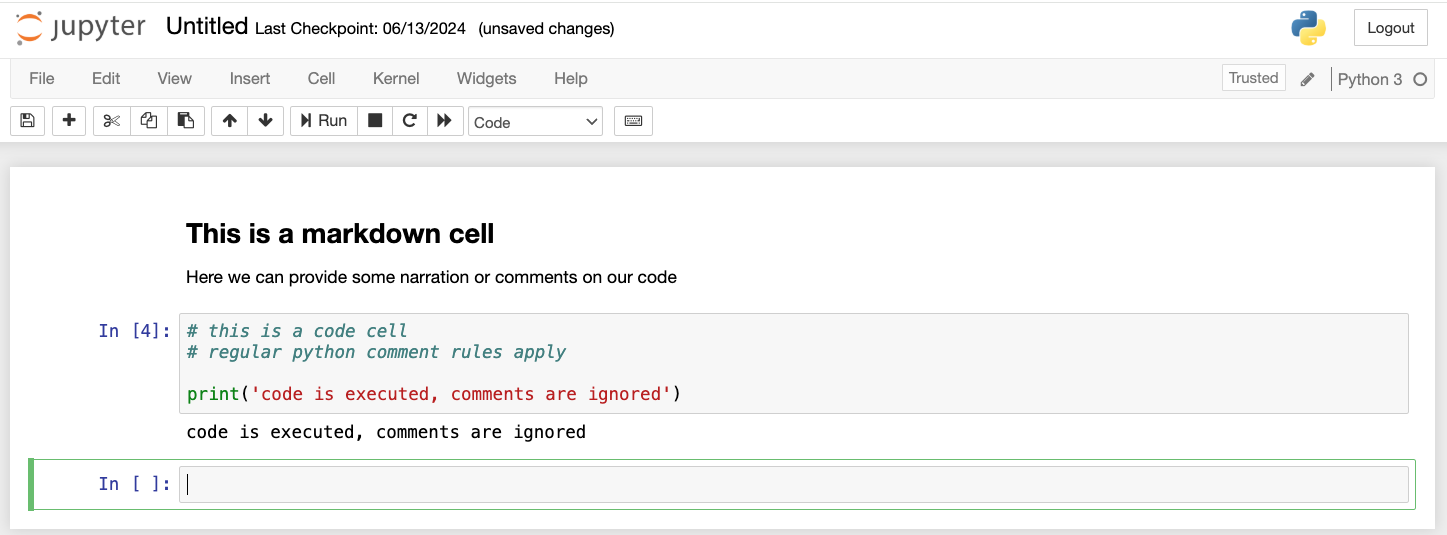 jupyter Untitled Last Checkpoint: 06/13/2024 (unsaved changes) Logout
File Edit View Insert Cell Kernel Widgets Help Trusted Python 3
Run Code
This is a markdown cell
Here we can provide some narration or comments on our code
In [4]: # this is a code cell
# regular python comment rules apply
print('code is executed, comments are ignored')
code is executed, comments are ignored
In [ ]: